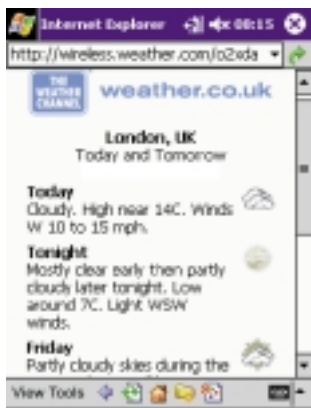 Internet Explorer 08:15
http://wireless.weather.com/o2xda
THE
WEATHER
CHANNEL
weather.co.uk
London, UK
Today and Tomorrow
Today
Cloudy. High near 14C. Winds
W 10 to 15 mph.
Tonight
Mostly clear early then partly
cloudy later tonight. Low
around 7C. Light WSW
winds.
Friday
Partly cloudy skies during the
View Tools